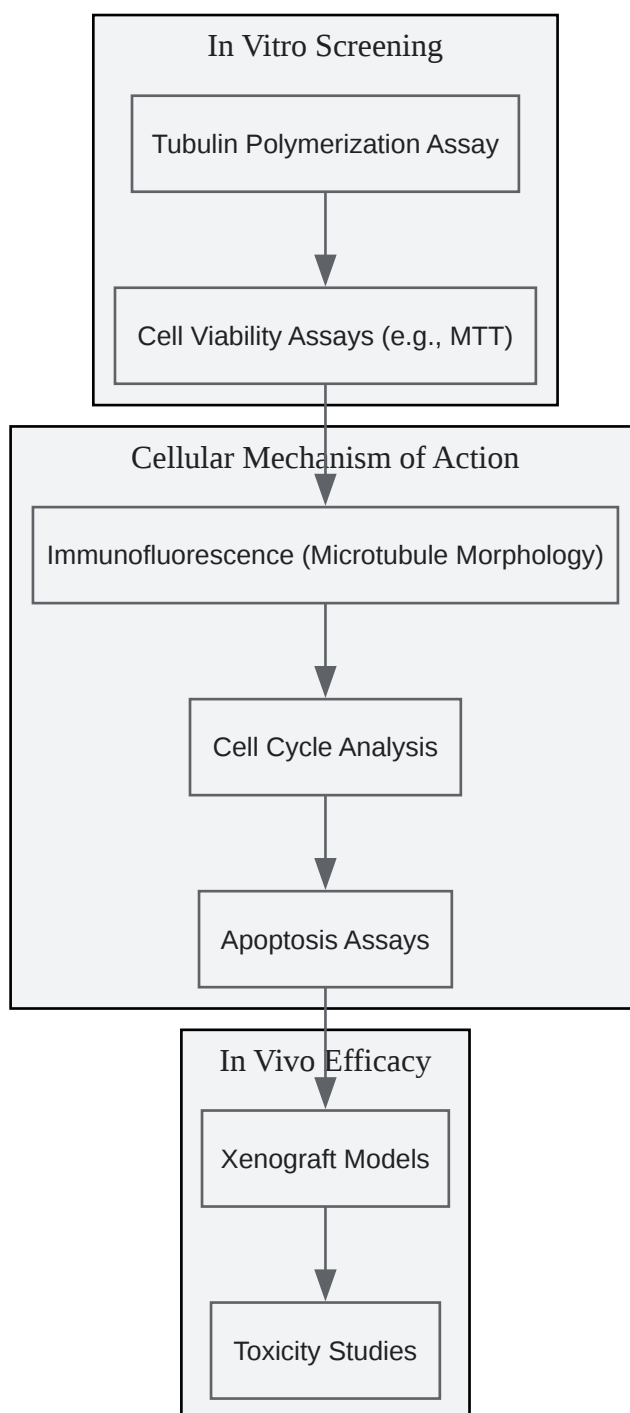 In Vitro Screening
Tubulin Polymerization Assay
Cell Viability Assays (e.g., MTT)
Cellular Mechanism of Action
Immunofluorescence (Microtubule Morphology)
Cell Cycle Analysis
Apoptosis Assays
In Vivo Efficacy
Xenograft Models
Toxicity Studies